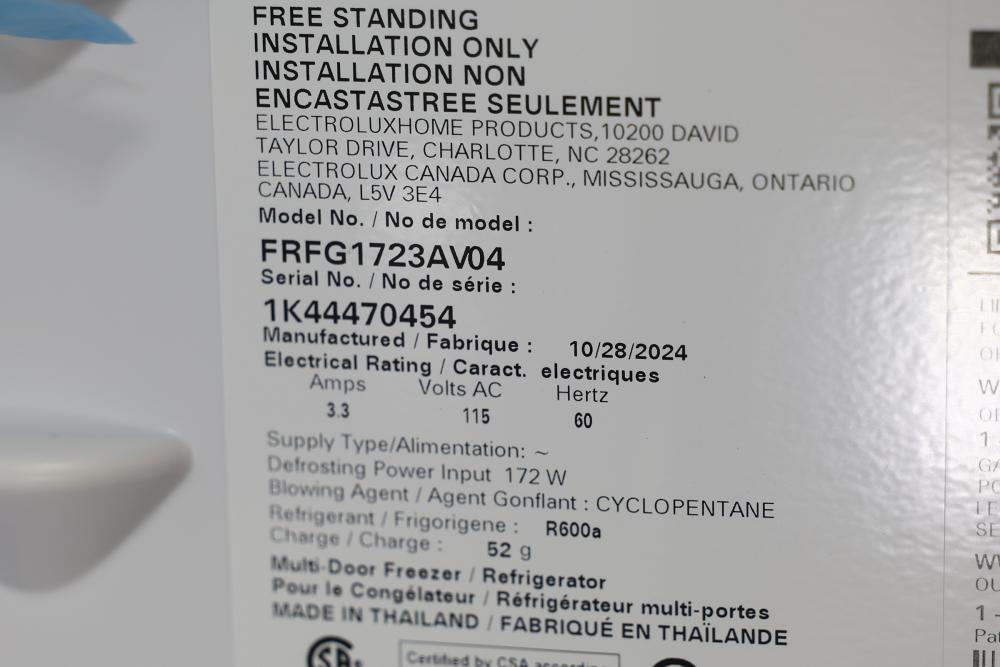 FREE STANDING
INSTALLATION ONLY
INSTALLATION NON
ENCASTASTREE SEULEMENT
ELECTROLUXHOME PRODUCTS,10200 DAVID
TAYLOR DRIVE, CHARLOTTE, NC 28262
ELECTROLUX CANADA CORP., MISSISSAUGA, ONTARIO
CANADA, L5V 3E4
Model No. / No de model :
FRFG1723AV04
Serial No. / No de série :
1K44470454
Manufactured / Fabrique : 10/28/2024
Electrical Rating / Caract. electriques
Amps Volts AC Hertz
3.3 115 60
Supply Type/Alimentation: ~
Defrosting Power Input 172 W
Blowing Agent / Agent Gonflant : CYCLOPENTANE
Refrigerant / Frigorigene : R600a
Charge / Charge : 52 g
Multi-Door Freezer / Refrigerator
Pour le Congélateur / Réfrigérateur multi-portes
MADE IN THAILAND / FABRIQUÉ EN THAÏLANDE
Certified by CSA according